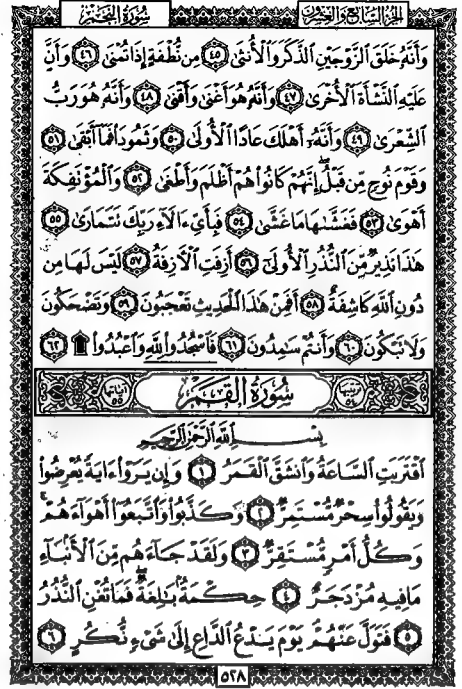 الجزء السابع والعشرون سورة النجم
وَأَنَّهُۥ خَلَقَ ٱلزَّوۡجَيۡنِ ٱلذَّكَرَ وَٱلۡأُنثَىٰ ٤٥ مِن نُّطۡفَةٍ إِذَا تُمۡنَىٰ ٤٦ وَأَنَّ
عَلَيۡهِ ٱلنَّشۡأَةَ ٱلۡأُخۡرَىٰ ٤٧ وَأَنَّهُۥ هُوَ أَغۡنَىٰ وَأَقۡنَىٰ ٤٨ وَأَنَّهُۥ هُوَ رَبُّ
ٱلشِّعۡرَىٰ ٤٩ وَأَنَّهُۥٓ أَهۡلَكَ عَادًا ٱلۡأُولَىٰ ٥٠ وَثَمُودَاْ فَمَآ أَبۡقَىٰ ٥١
وَقَوۡمَ نُوحٖ مِّن قَبۡلُۖ إِنَّهُمۡ كَانُواْ هُمۡ أَظۡلَمَ وَأَطۡغَىٰ ٥٢ وَٱلۡمُؤۡتَفِكَةَ
أَهۡوَىٰ ٥٣ فَغَشَّىٰهَا مَا غَشَّىٰ ٥٤ فَبِأَيِّ ءَالَآءِ رَبِّكَ تَتَمَارَىٰ ٥٥
هَٰذَا نَذِيرٞ مِّنَ ٱلنُّذُرِ ٱلۡأُولَىٰٓ ٥٦ أَزِفَتِ ٱلۡأٓزِفَةُ ٥٧ لَيۡسَ لَهَا مِن
دُونِ ٱللَّهِ كَاشِفَةٌ ٥٨ أَفَمِنۡ هَٰذَا ٱلۡحَدِيثِ تَعۡجَبُونَ ٥٩ وَتَضۡحَكُونَ
وَلَا تَبۡكُونَ ٦٠ وَأَنتُمۡ سَٰمِدُونَ ٦١ فَٱسۡجُدُواْۤ لِلَّهِۤ وَٱعۡبُدُواْ۩ ٦٢
ترتيبها ٥٤ سُورَةُ القَمَر آياتها ٥٥
بِسۡمِ ٱللَّهِ ٱلرَّحۡمَٰنِ ٱلرَّحِيمِ
ٱقۡتَرَبَتِ ٱلسَّاعَةُ وَٱنشَقَّ ٱلۡقَمَرُ ١ وَإِن يَرَوۡاْ ءَايَةٗ يُعۡرِضُواْ
وَيَقُولُواْ سِحۡرٞ مُّسۡتَمِرّٞ ٢ وَكَذَّبُواْ وَٱتَّبَعُوٓاْ أَهۡوَآءَهُمۡۚ
وَكُلُّ أَمۡرٖ مُّسۡتَقِرّٞ ٣ وَلَقَدۡ جَآءَهُم مِّنَ ٱلۡأَنۢبَآءِ
مَا فِيهِ مُزۡدَجَرٌ ٤ حِكۡمَةُۢ بَٰلِغَةٞۖ فَمَا تُغۡنِ ٱلنُّذُرُ
٥ فَتَوَلَّ عَنۡهُمۡۘ يَوۡمَ يَدۡعُ ٱلدَّاعِ إِلَىٰ شَيۡءٖ نُّكُرٍ ٦
٥٢٨